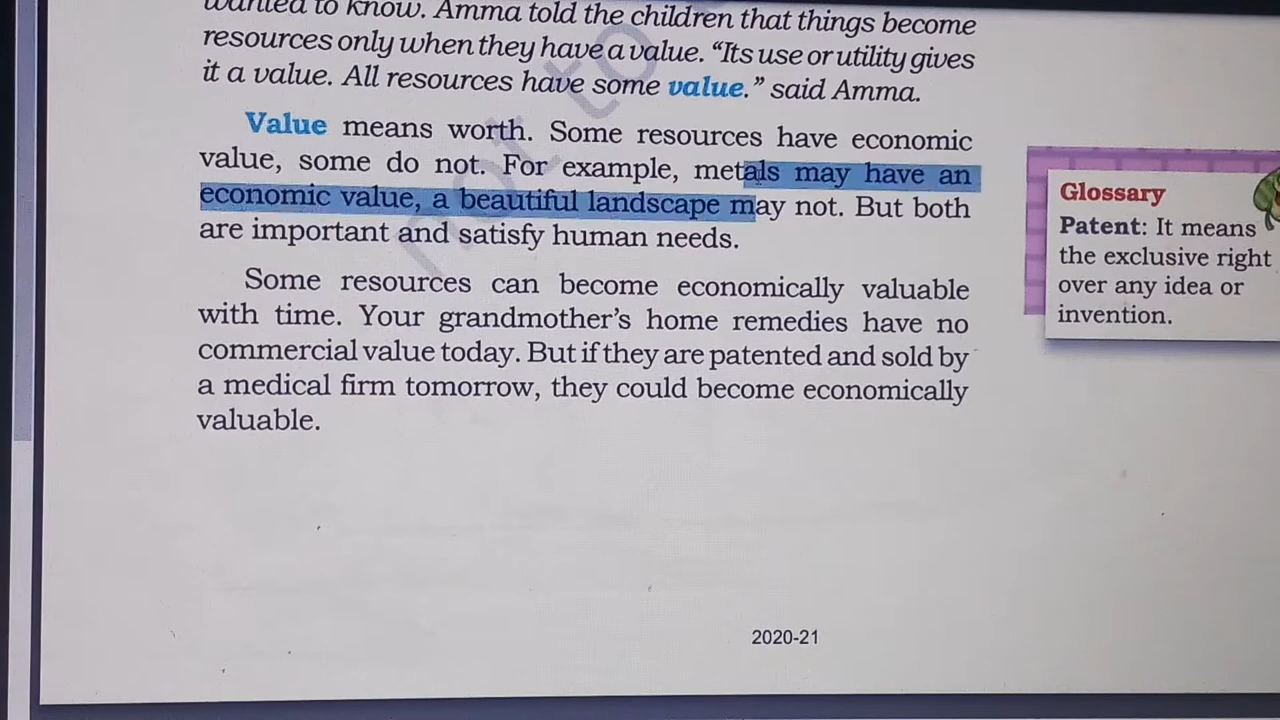 wanted to know. Amma told the children that things become
resources only when they have a value. “Its use or utility gives
it a value. All resources have some value.” said Amma.
Value means worth. Some resources have economic
value, some do not. For example, metals may have an
economic value, a beautiful landscape may not. But both
are important and satisfy human needs.
Some resources can become economically valuable
with time. Your grandmother’s home remedies have no
commercial value today. But if they are patented and sold by
a medical firm tomorrow, they could become economically
valuable.
Glossary
Patent: It means
the exclusive right
over any idea or
invention.
not to
2020-21